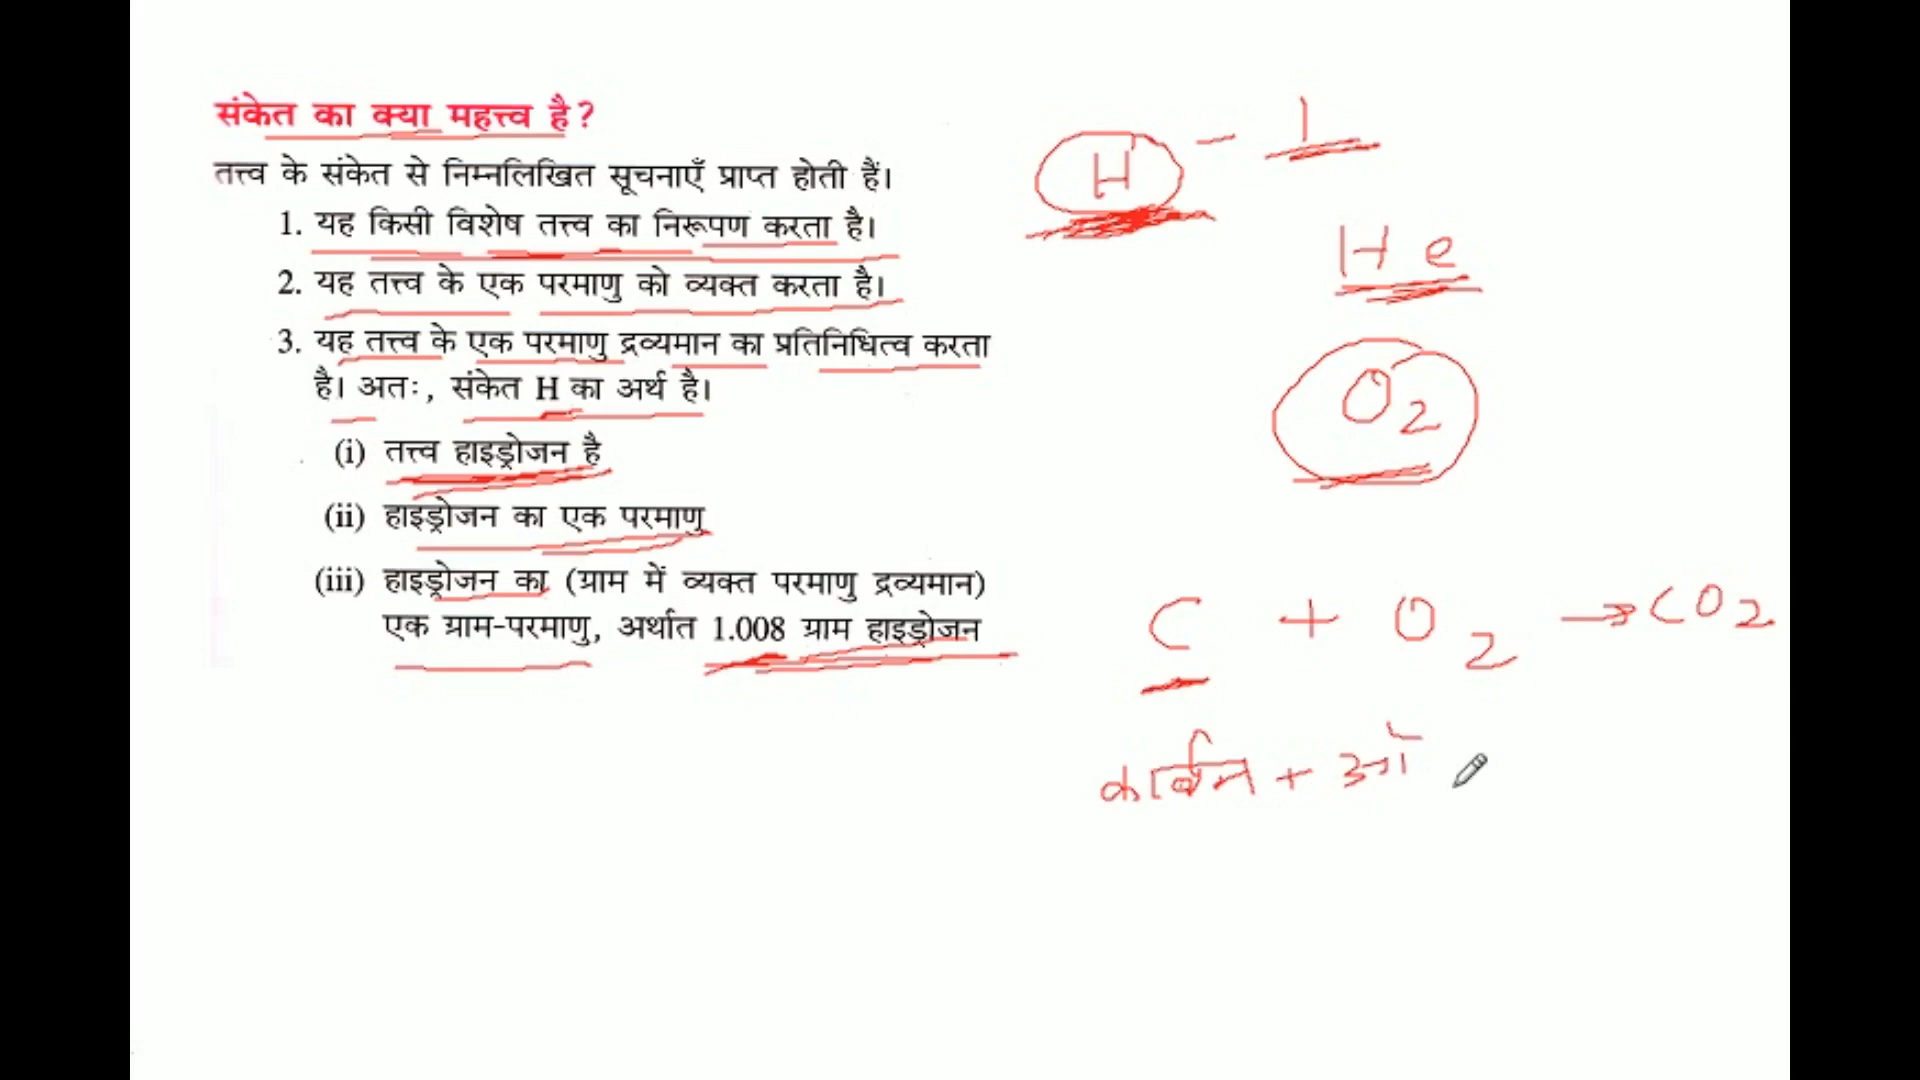 संकेत का क्या महत्त्व है?
तत्त्व के संकेत से निम्नलिखित सूचनाएँ प्राप्त होती हैं।
1. यह किसी विशेष तत्त्व का निरूपण करता है।
2. यह तत्त्व के एक परमाणु को व्यक्त करता है।
3. यह तत्त्व के एक परमाणु द्रव्यमान का प्रतिनिधित्व करता
है। अतः, संकेत H का अर्थ है।
(i) तत्त्व हाइड्रोजन है
(ii) हाइड्रोजन का एक परमाणु
(iii) हाइड्रोजन का (ग्राम में व्यक्त परमाणु द्रव्यमान)
एक ग्राम-परमाणु, अर्थात 1.008 ग्राम हाइड्रोजन
H - 1
He
O2
C + O2 → CO2
कार्बन + ऑ